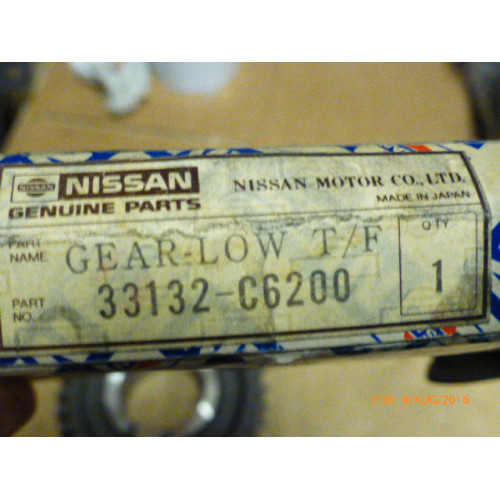 NISSAN
GENUINE PARTS
NISSAN MOTOR CO., LTD.
MADE IN JAPAN
PART NAME GEAR-LOW T/F
PART NO. 33132-C6200
QTY
1